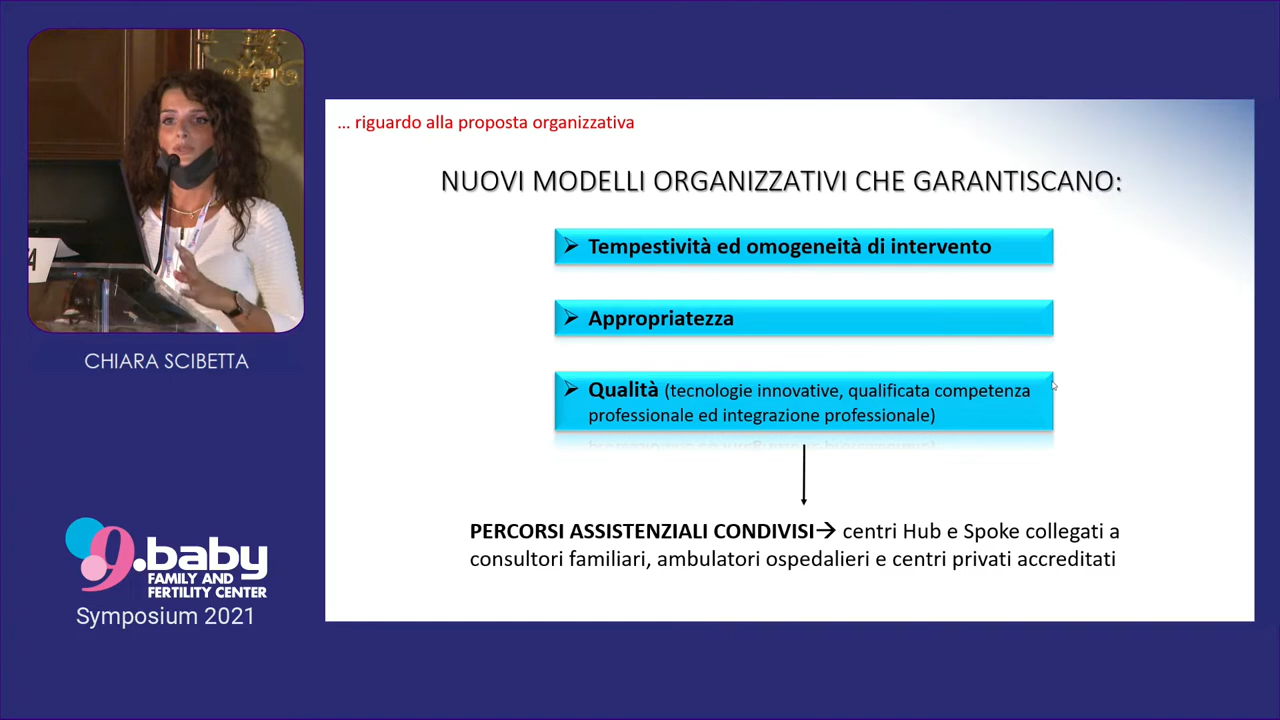 … riguardo alla proposta organizzativa
NUOVI MODELLI ORGANIZZATIVI CHE GARANTISCANO:
➢ Tempestività ed omogeneità di intervento
➢ Appropriatezza
➢ Qualità (tecnologie innovative, qualificata competenza
professionale ed integrazione professionale)
PERCORSI ASSISTENZIALI CONDIVISI→ centri Hub e Spoke collegati a
consultori familiari, ambulatori ospedalieri e centri privati accreditati
CHIARA SCIBETTA
9.baby
FAMILY AND
FERTILITY CENTER
Symposium 2021